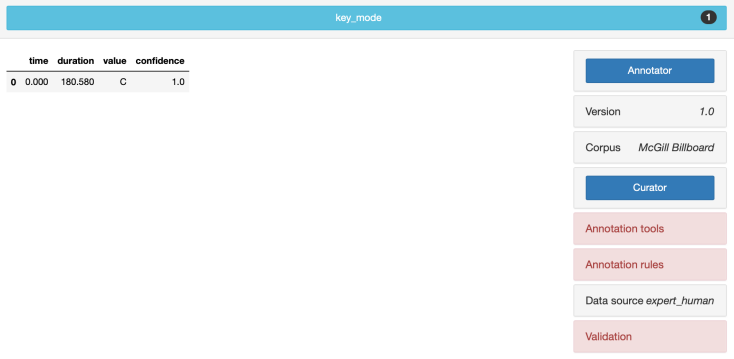 key_mode 1
time duration value confidence
0 0.000 180.580 C 1.0
Annotator
Version 1.0
Corpus McGill Billboard
Curator
Annotation tools
Annotation rules
Data source expert_human
Validation